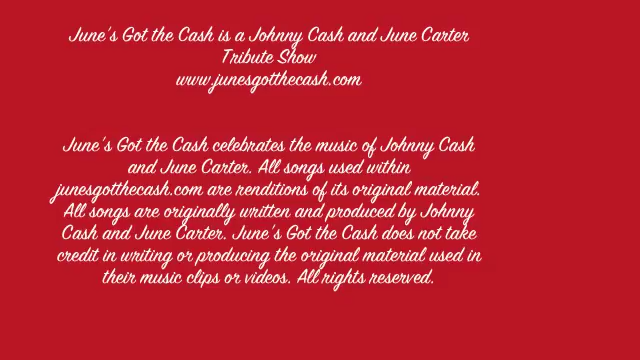 June's Got the Cash is a Johnny Cash and June Carter
Tribute Show
www.junesgotthecash.com
June's Got the Cash celebrates the music of Johnny Cash
and June Carter. All songs used within
junesgotthecash.com are renditions of its original material.
All songs are originally written and produced by Johnny
Cash and June Carter. June's Got the Cash does not take
credit in writing or producing the original material used in
their music clips or videos. All rights reserved.